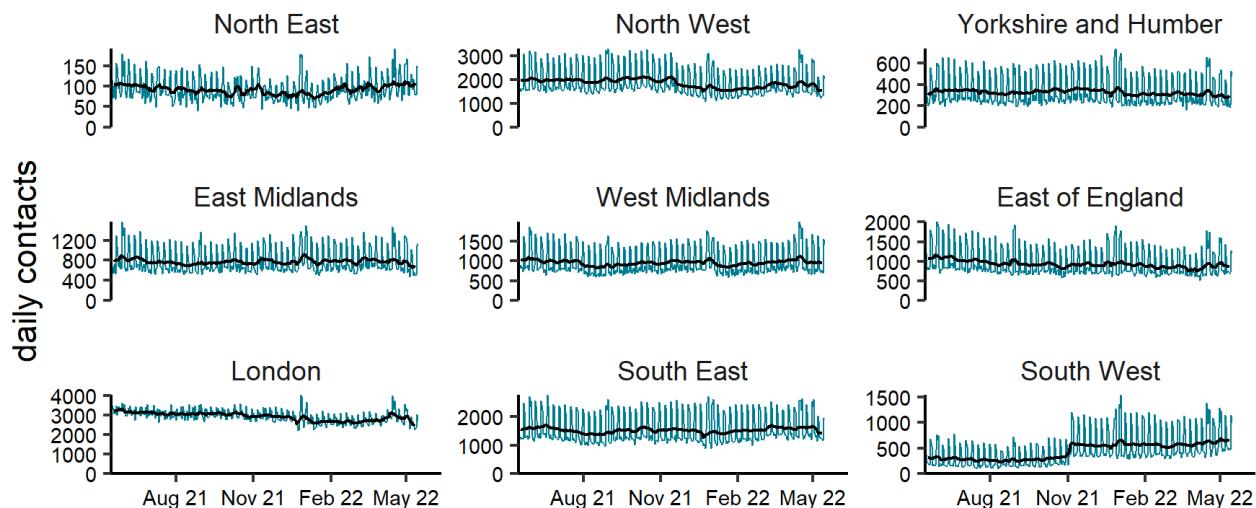 daily contacts
North East
150
100
50
0
North West
3000
2000
1000
0
Yorkshire and Humber
600
400
200
0
East Midlands
1200
800
400
0
West Midlands
1500
1000
500
0
East of England
2000
1500
1000
500
0
London
4000
3000
2000
1000
0
Aug 21 Nov 21 Feb 22 May 22
South East
2000
1000
0
Aug 21 Nov 21 Feb 22 May 22
South West
1500
1000
500
0
Aug 21 Nov 21 Feb 22 May 22